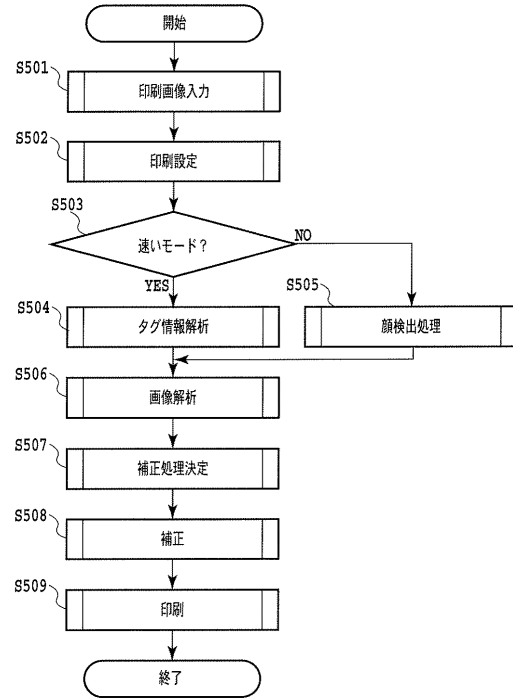 開始
S501
印刷画像入力
S502
印刷設定
S503
速いモード?
NO
YES
S504
タグ情報解析
S505
顔検出処理
S506
画像解析
S507
補正処理決定
S508
補正
S509
印刷
終了